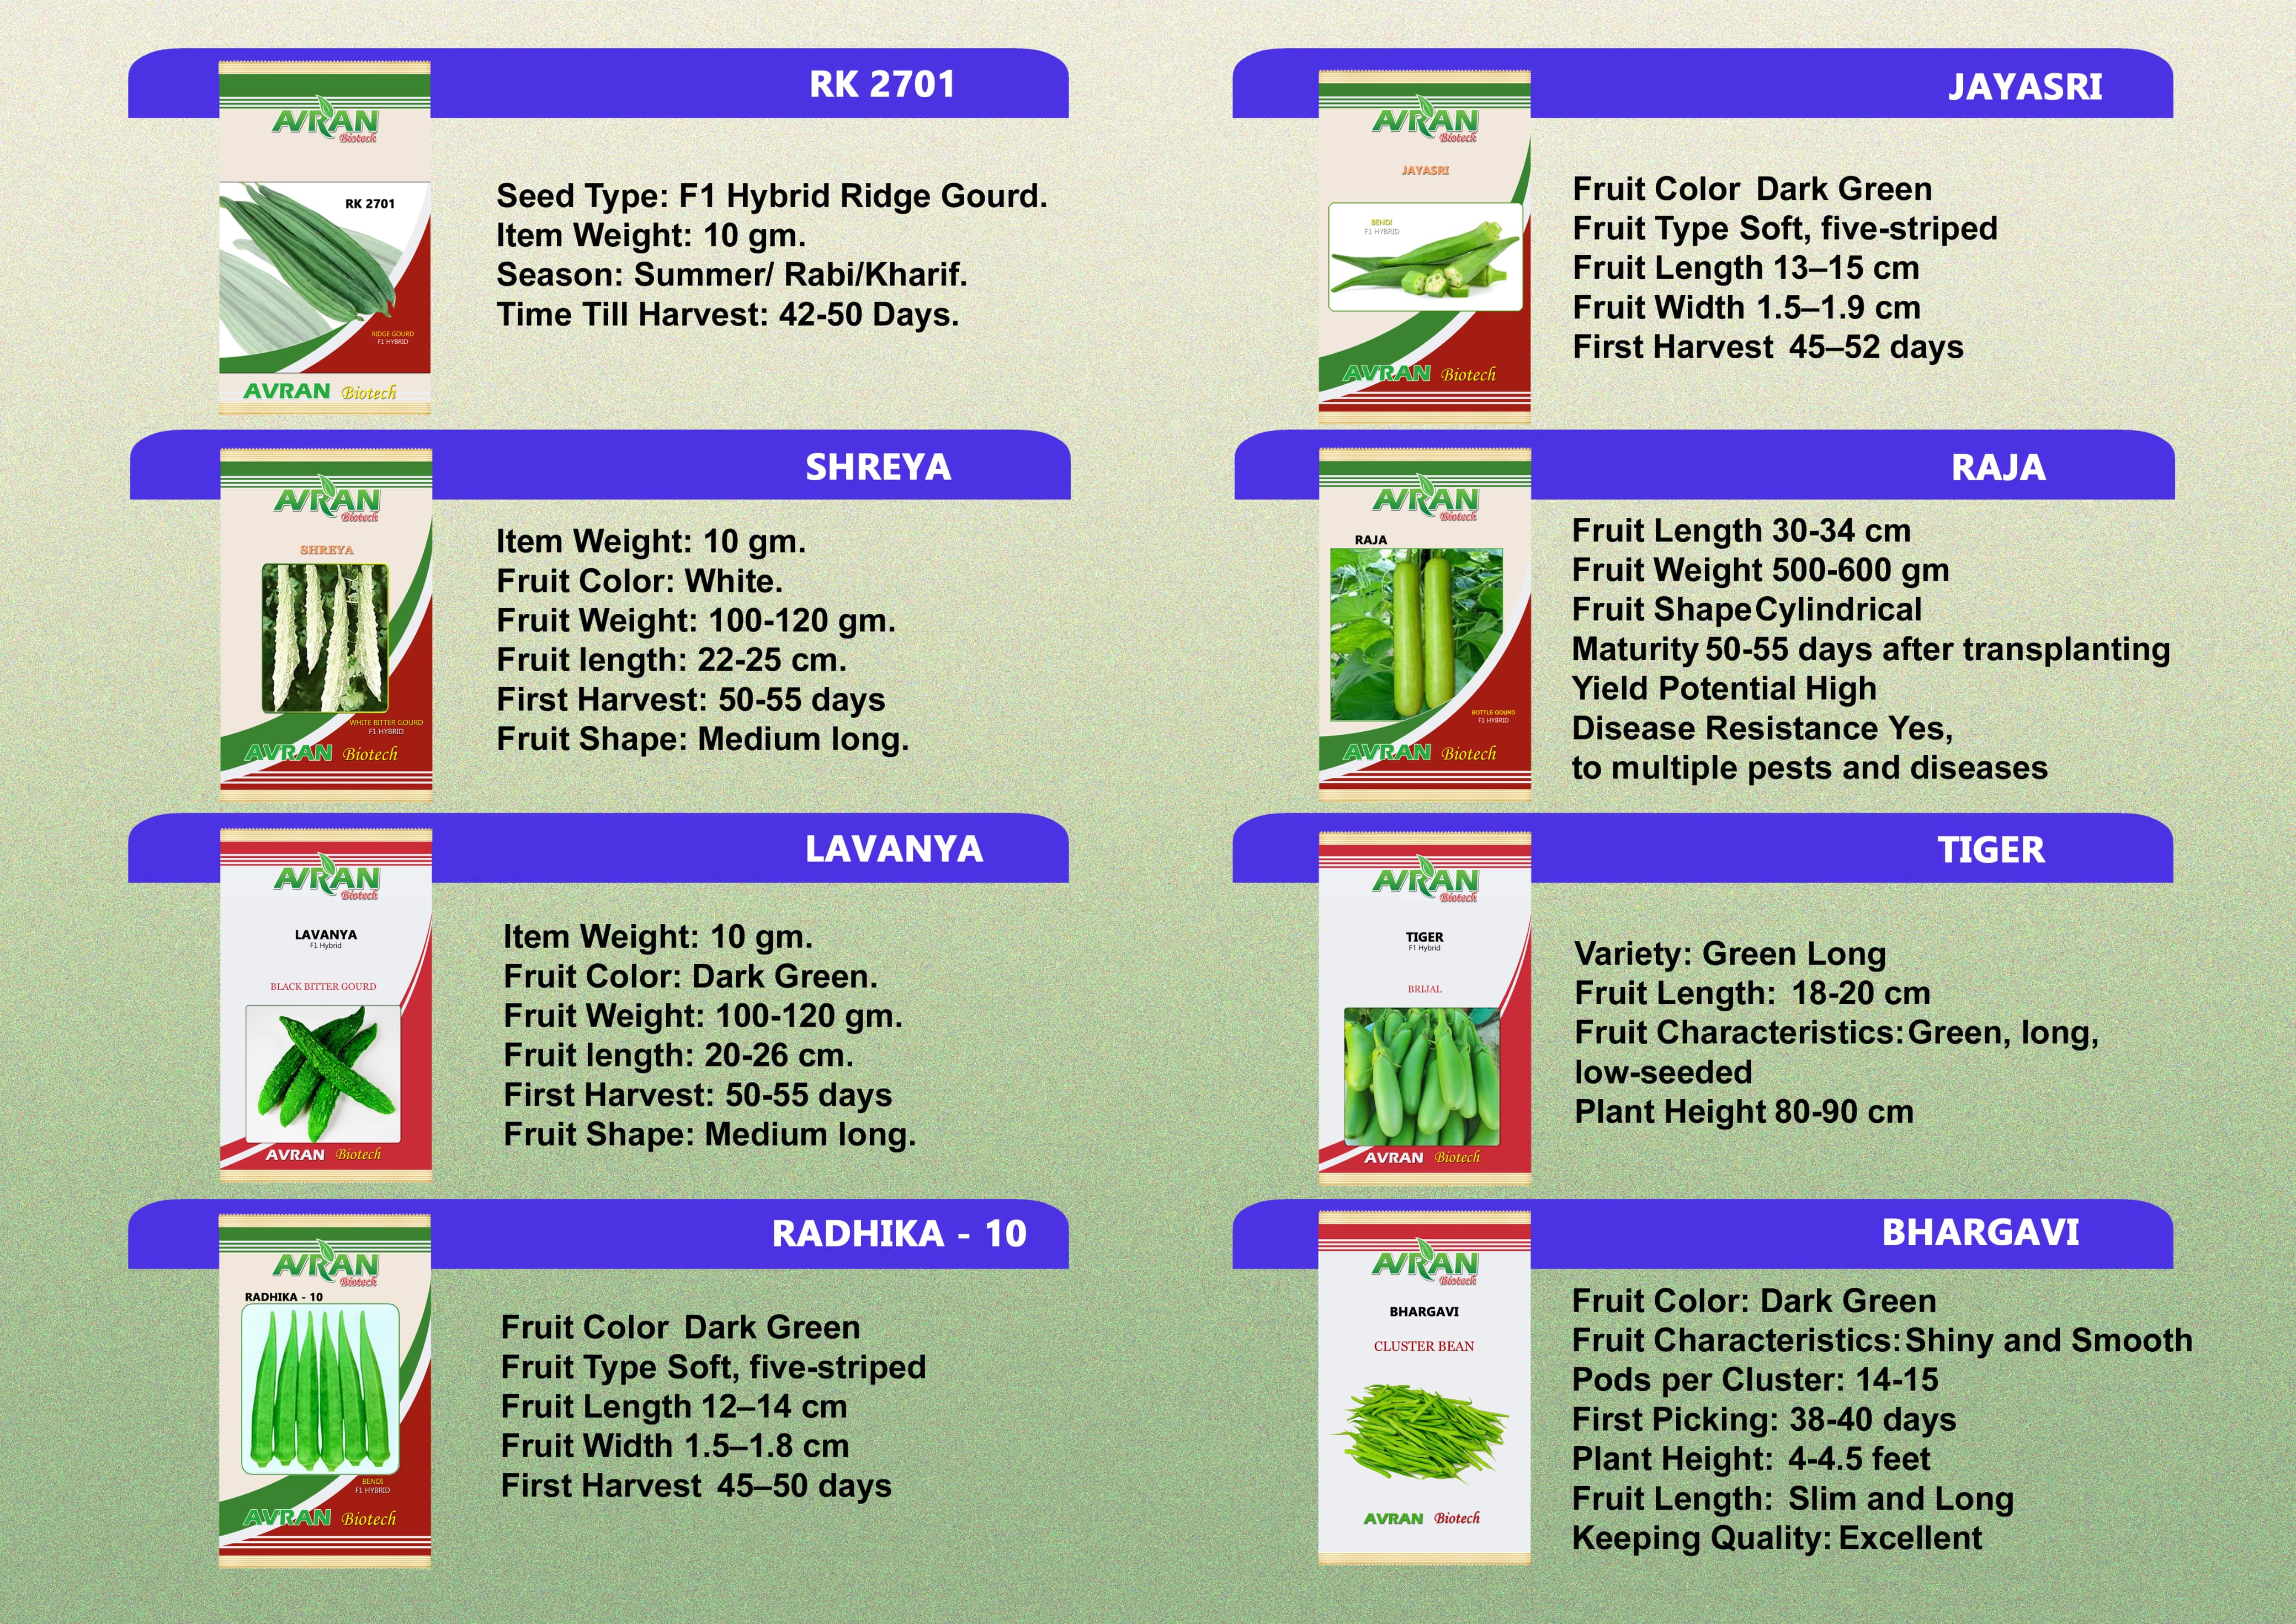 RK 2701
AVRAN
Biotech
RK 2701
RIDGE GOURD
F1 HYBRID
AVRAN Biotech
Seed Type: F1 Hybrid Ridge Gourd.
Item Weight: 10 gm.
Season: Summer/ Rabi/Kharif.
Time Till Harvest: 42-50 Days.
JAYASRI
AVRAN
Biotech
JAYASRI
BENDI
F1 HYBRID
AVRAN Biotech
Fruit Color Dark Green
Fruit Type Soft, five-striped
Fruit Length 13–15 cm
Fruit Width 1.5–1.9 cm
First Harvest 45–52 days
SHREYA
AVRAN
Biotech
SHREYA
WHITE BITTER GOURD
F1 HYBRID
AVRAN Biotech
Item Weight: 10 gm.
Fruit Color: White.
Fruit Weight: 100-120 gm.
Fruit length: 22-25 cm.
First Harvest: 50-55 days
Fruit Shape: Medium long.
RAJA
AVRAN
Biotech
RAJA
BOTTLE GOURD
F1 HYBRID
AVRAN Biotech
Fruit Length 30-34 cm
Fruit Weight 500-600 gm
Fruit Shape Cylindrical
Maturity 50-55 days after transplanting
Yield Potential High
Disease Resistance Yes,
to multiple pests and diseases
LAVANYA
AVRAN
Biotech
LAVANYA
F1 Hybrid
BLACK BITTER GOURD
AVRAN Biotech
Item Weight: 10 gm.
Fruit Color: Dark Green.
Fruit Weight: 100-120 gm.
Fruit length: 20-26 cm.
First Harvest: 50-55 days
Fruit Shape: Medium long.
TIGER
AVRAN
Biotech
TIGER
F1 Hybrid
BRIJAL
AVRAN Biotech
Variety: Green Long
Fruit Length: 18-20 cm
Fruit Characteristics: Green, long,
low-seeded
Plant Height 80-90 cm
RADHIKA - 10
AVRAN
Biotech
RADHIKA - 10
BENDI
F1 HYBRID
AVRAN Biotech
Fruit Color Dark Green
Fruit Type Soft, five-striped
Fruit Length 12–14 cm
Fruit Width 1.5–1.8 cm
First Harvest 45–50 days
BHARGAVI
AVRAN
Biotech
BHARGAVI
CLUSTER BEAN
AVRAN Biotech
Fruit Color: Dark Green
Fruit Characteristics: Shiny and Smooth
Pods per Cluster: 14-15
First Picking: 38-40 days
Plant Height: 4-4.5 feet
Fruit Length: Slim and Long
Keeping Quality: Excellent